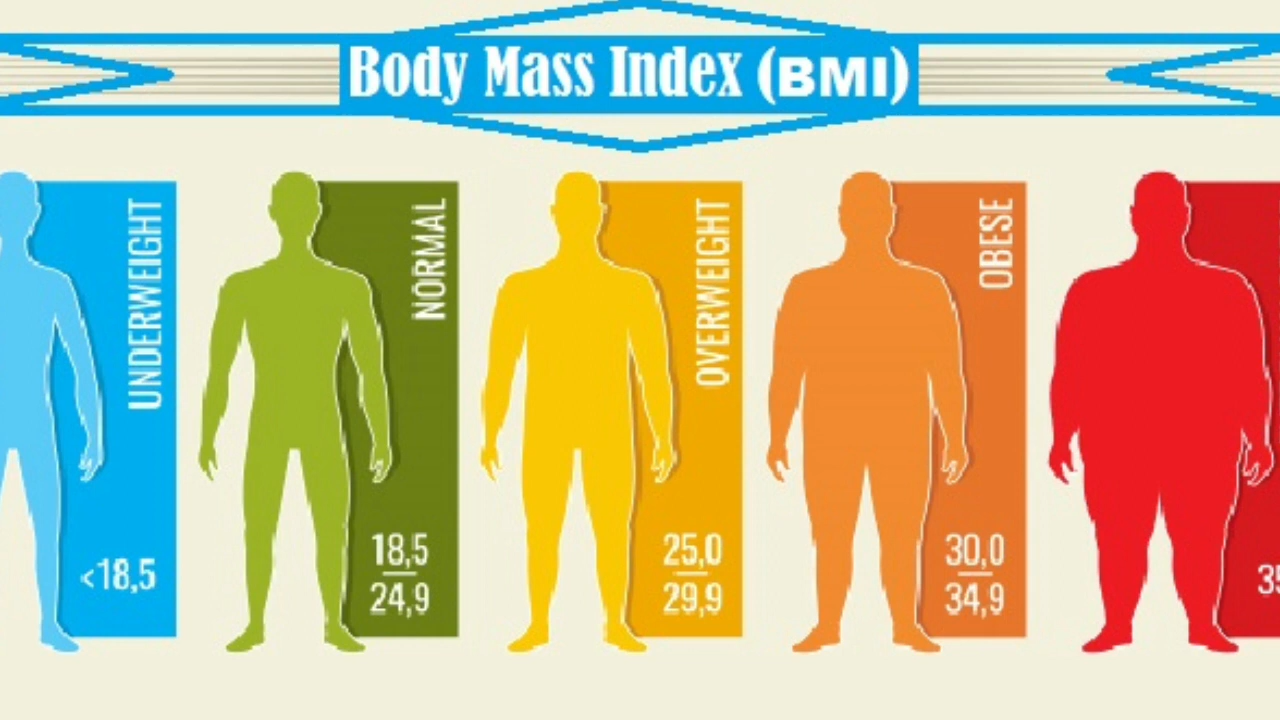 Body Mass Index (BMI)
UNDERWEIGHT
<18,5
NORMAL
18,5
24,9
OVERWEIGHT
25,0
29,9
OBESE
30,0
34,9